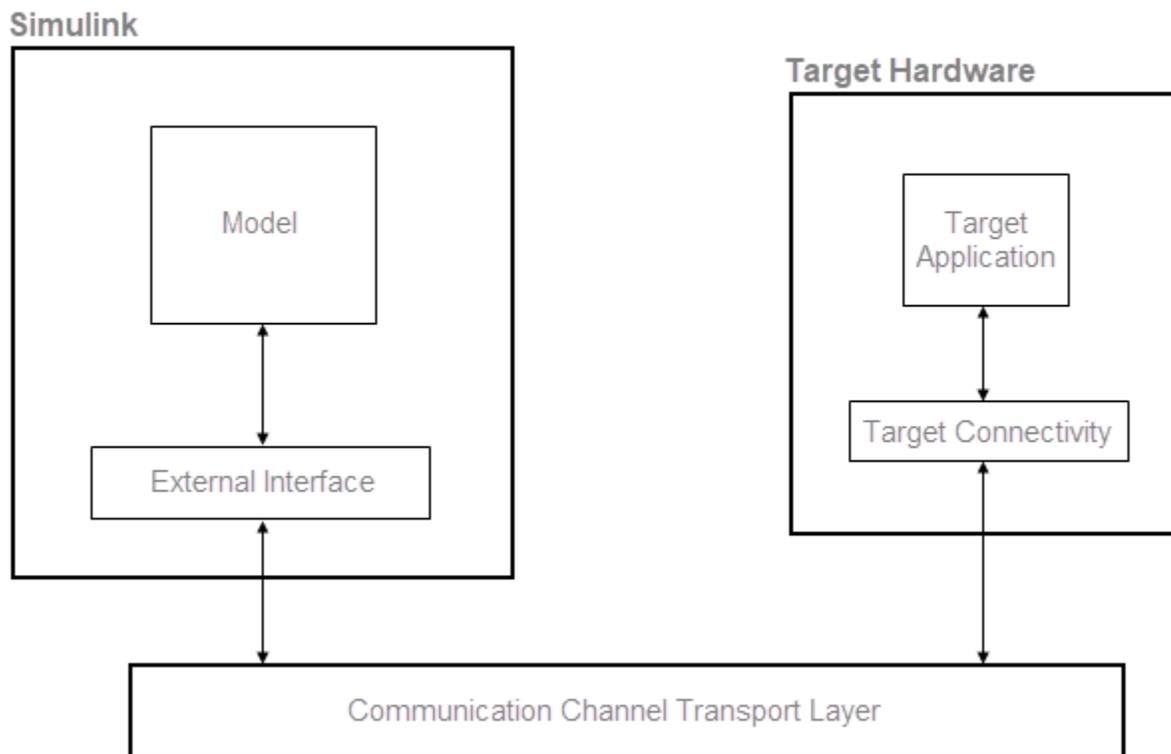 Simulink
Target Hardware
Model
Target
Application
External Interface
Target Connectivity
Communication Channel Transport Layer